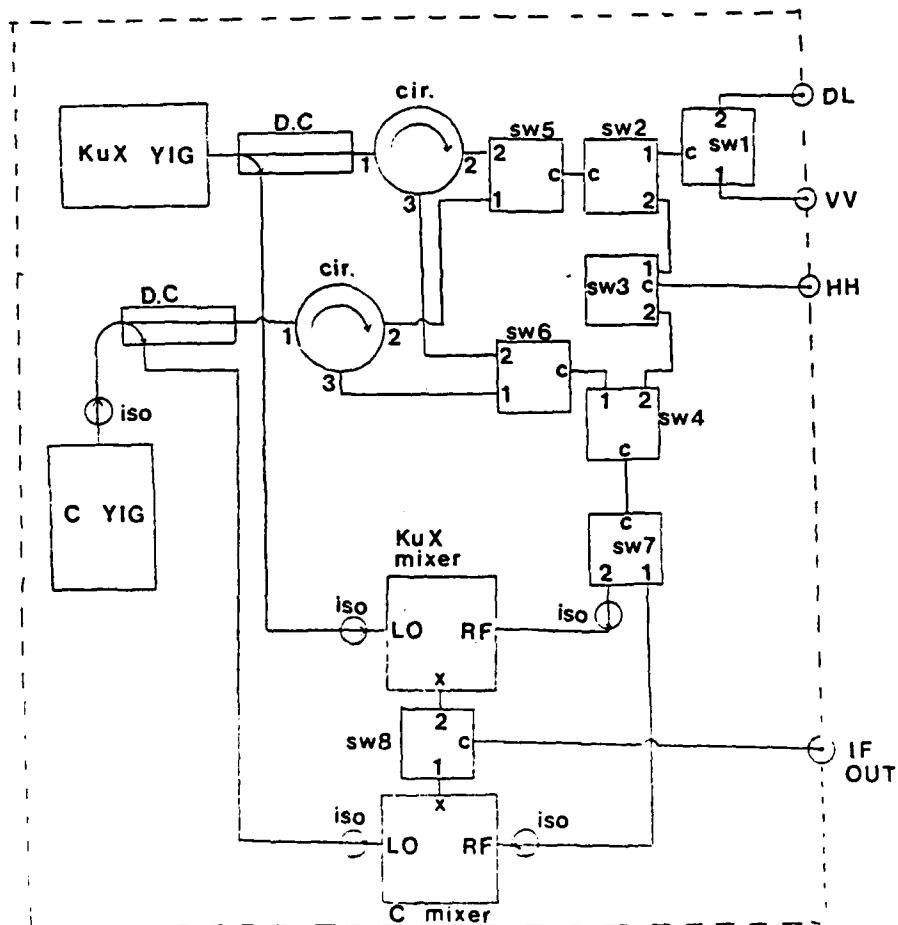 DL
cir.
D.C
sw5
sw2
2
sw1
KuX YIG
1
2
2
1
c
c
c
1
VV
3
1
2
cir.
D.C
1
sw3
c
HH
2
1
2
sw6
2
c
3
1
1
2
sw4
iso
c
C YIG
c
sw7
KuX
mixer
2
1
iso
iso
LO
RF
x
2
sw8
c
1
IF
OUT
x
iso
iso
LO
RF
C mixer